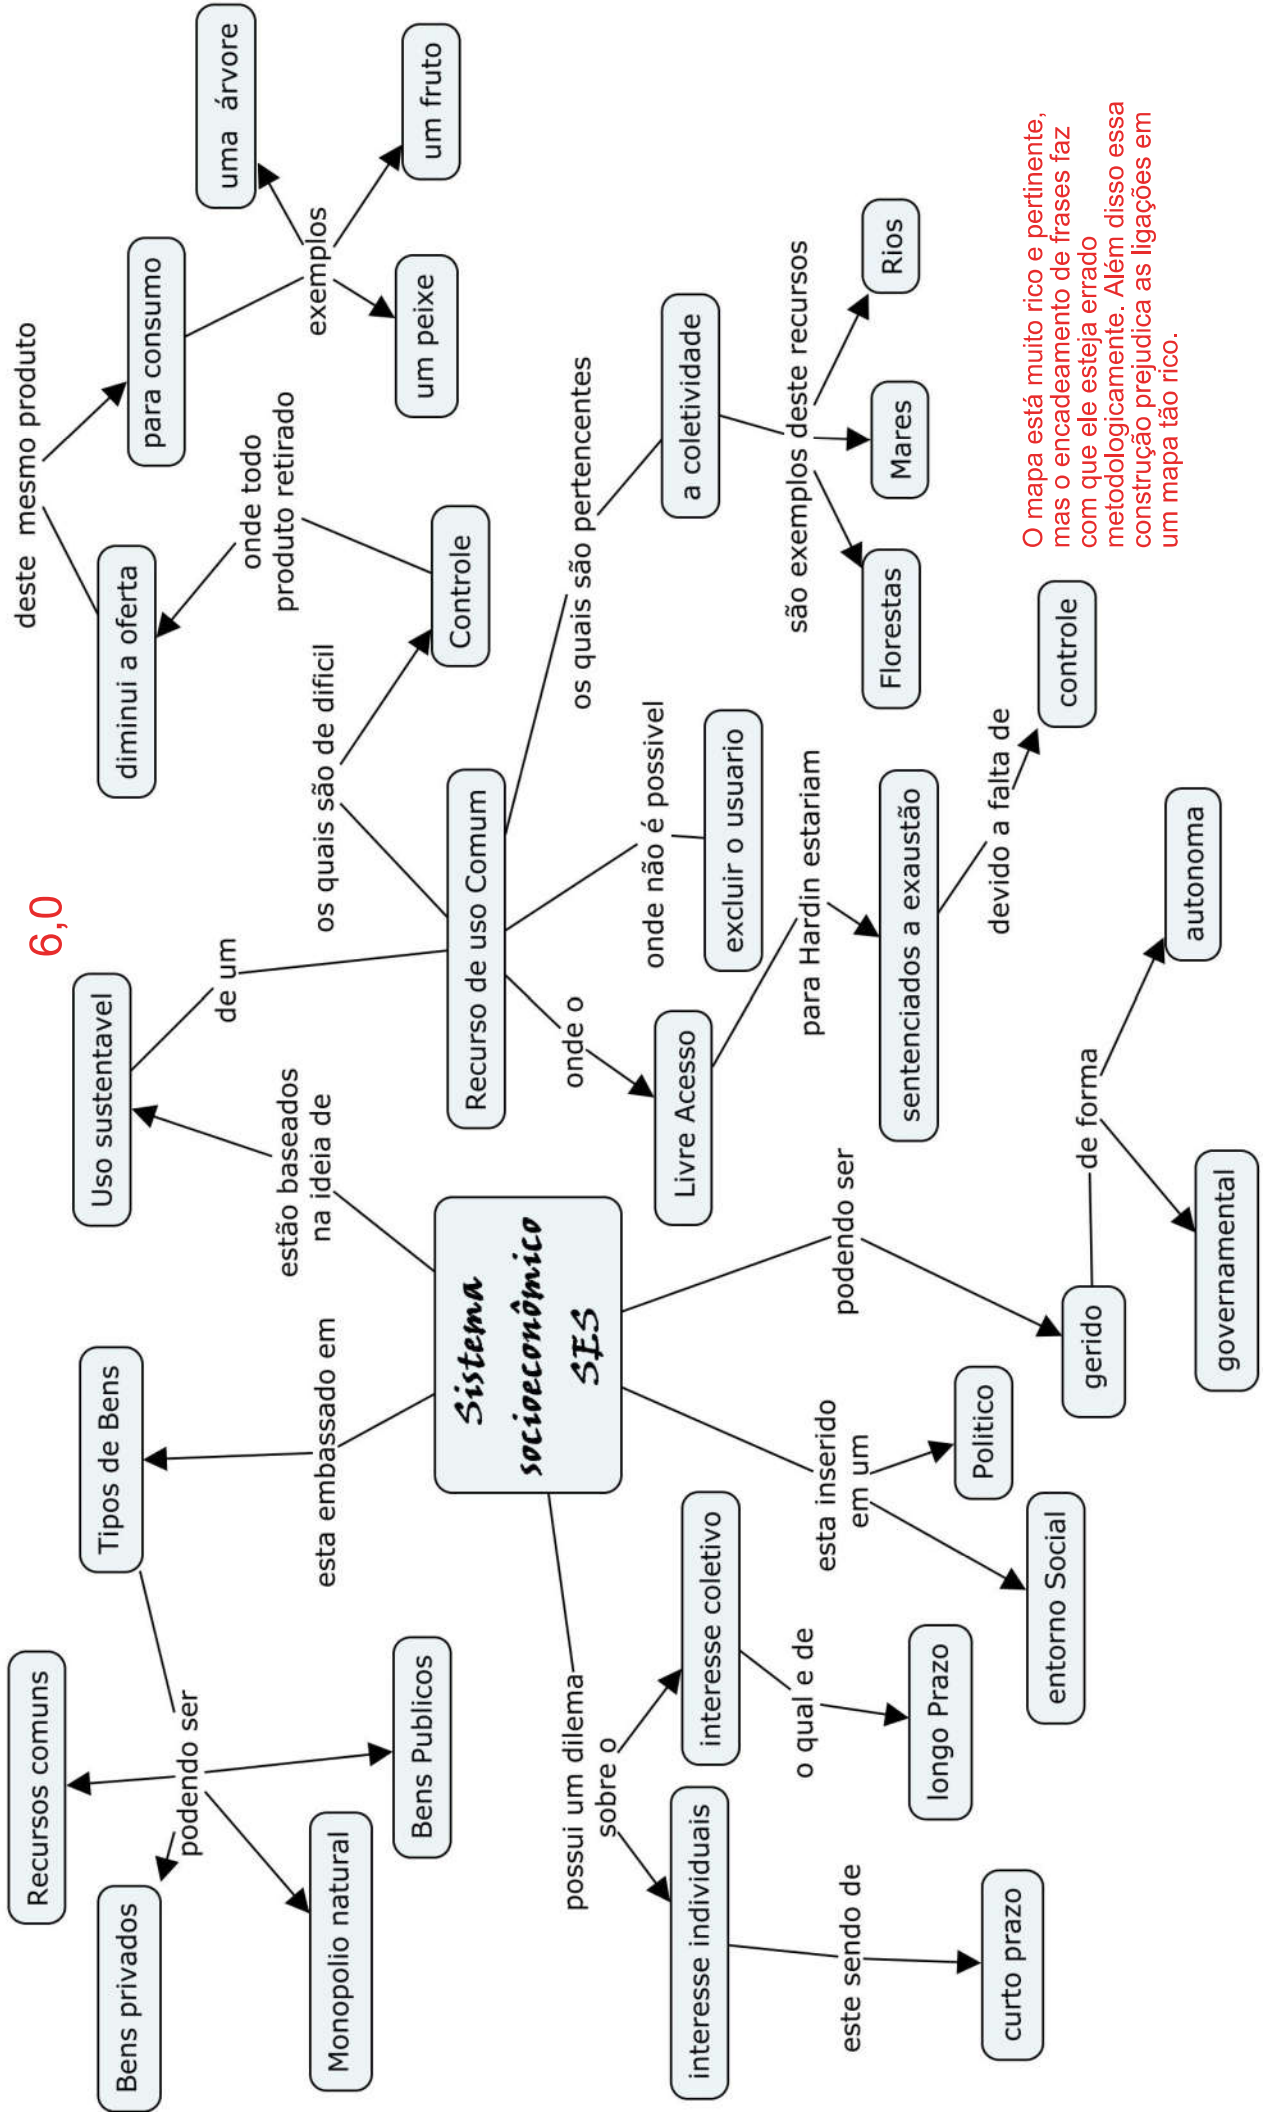 6,0
Recursos comuns
Bens privados
podendo ser
Monopolio natural
Bens Publicos
Tipos de Bens
esta embassado em
Uso sustentavel
estão baseados
na ideia de
de um
diminui a oferta
deste  mesmo produto
para consumo
exemplos
uma  árvore
um fruto
um peixe
onde todo
produto retirado
Controle
os quais são de dificil
Recurso de uso Comum
os quais são pertencentes
a coletividade
são exemplos deste recursos
Rios
Mares
Florestas
onde não é possivel
excluir o usuario
onde o
Livre Acesso
para Hardin estariam
sentenciados a exaustão
devido a falta de
controle
Sistema
socioeconômico
SES
possui um dilema
sobre o
interesse individuais
este sendo de
curto prazo
interesse coletivo
o qual e de
longo Prazo
esta inserido
em um
Politico
entorno Social
podendo ser
gerido
de forma
governamental
autonoma
O mapa está muito rico e pertinente,
mas o encadeamento de frases faz
com que ele esteja errado
metodologicamente. Além disso essa
construção prejudica as ligações em
um mapa tão rico.